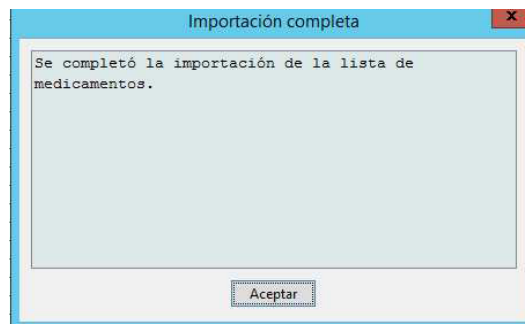 Importación completa
x
Se completó la importación de la lista de
medicamentos.
Aceptar